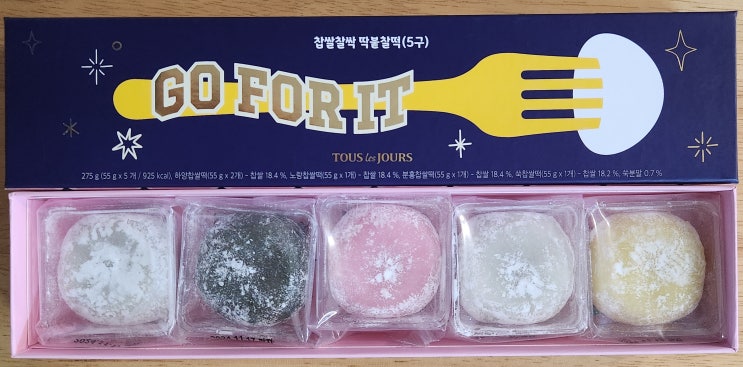 찹쌀찰싹 딱붙찰떡(5구)
GO FOR IT
TOUS les JOURS
275 g (55 g x 5 개 / 925 kcal), 하양찹쌀떡(55 g x 2개) - 찹쌀 18.4 %, 노랑찹쌀떡(55 g x 1개) - 찹쌀 18.4 %, 분홍찹쌀떡(55 g x 1개) - 찹쌀 18.4 %, 쑥찹쌀떡(55 g x 1개) - 찹쌀 18.2 %, 쑥분말 0.7 %